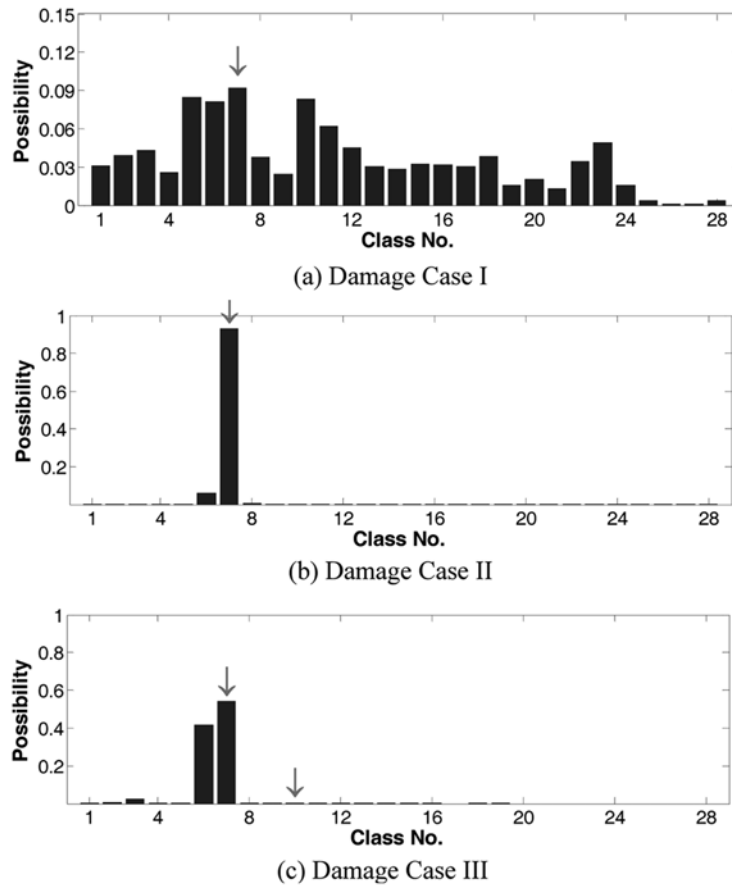 0.15
0.12
0.09
0.06
0.03
0
Possibility
1 4 8 12 16 20 24 28
Class No.
(a) Damage Case I
1
0.8
0.6
0.4
0.2
Possibility
1 4 8 12 16 20 24 28
Class No.
(b) Damage Case II
1
0.8
0.6
0.4
0.2
Possibility
1 4 8 12 16 20 24 28
Class No.
(c) Damage Case III